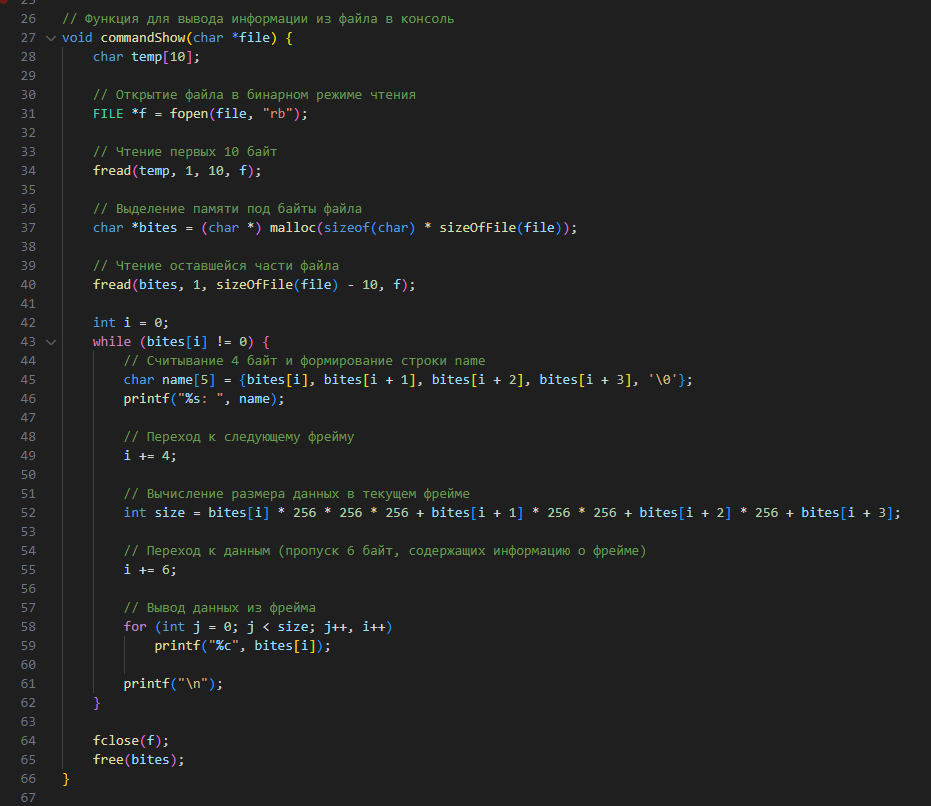 25
26 // Функция для вывода информации из файла в консоль
27 void commandShow(char *file) {
28 char temp[10];
29
30 // Открытие файла в бинарном режиме чтения
31 FILE *f = fopen(file, "rb");
32
33 // Чтение первых 10 байт
34 fread(temp, 1, 10, f);
35
36 // Выделение памяти под байты файла
37 char *bites = (char *) malloc(sizeof(char) * sizeOfFile(file));
38
39 // Чтение оставшейся части файла
40 fread(bites, 1, sizeOfFile(file) - 10, f);
41
42 int i = 0;
43 while (bites[i] != 0) {
44 // Считывание 4 байт и формирование строки name
45 char name[5] = {bites[i], bites[i + 1], bites[i + 2], bites[i + 3], '\0'};
46 printf("%s: ", name);
47
48 // Переход к следующему фрейму
49 i += 4;
50
51 // Вычисление размера данных в текущем фрейме
52 int size = bites[i] * 256 * 256 * 256 + bites[i + 1] * 256 * 256 + bites[i + 2] * 256 + bites[i + 3];
53
54 // Переход к данным (пропуск 6 байт, содержащих информацию о фрейме)
55 i += 6;
56
57 // Вывод данных из фрейма
58 for (int j = 0; j < size; j++, i++)
59 printf("%c", bites[i]);
60
61 printf("\n");
62 }
63
64 fclose(f);
65 free(bites);
66 }
67